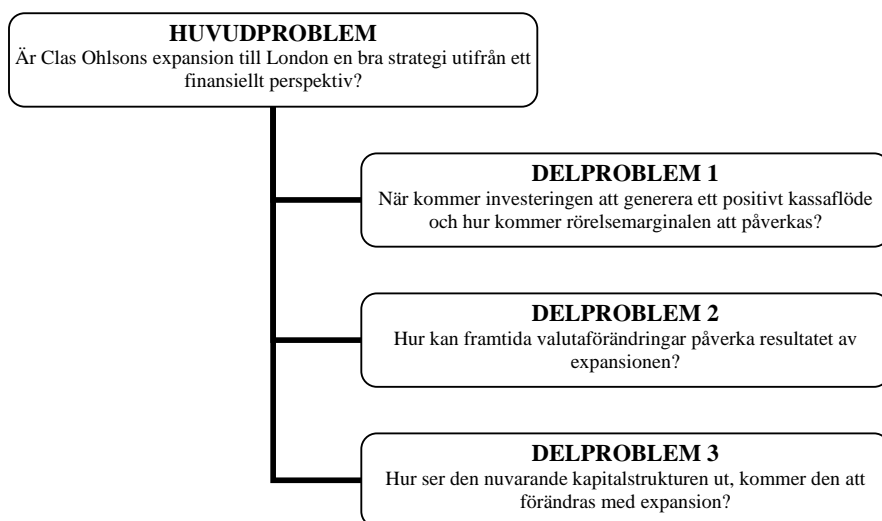 HUVUDPROBLEM
Är Clas Ohlsons expansion till London en bra strategi utifrån ett
finansiellt perspektiv?
DELPROBLEM 1
När kommer investeringen att generera ett positivt kassaflöde
och hur kommer rörelsemarginalen att påverkas?
DELPROBLEM 2
Hur kan framtida valutaförändringar påverka resultatet av
expansionen?
DELPROBLEM 3
Hur ser den nuvarande kapitalstrukturen ut, kommer den att
förändras med expansion?